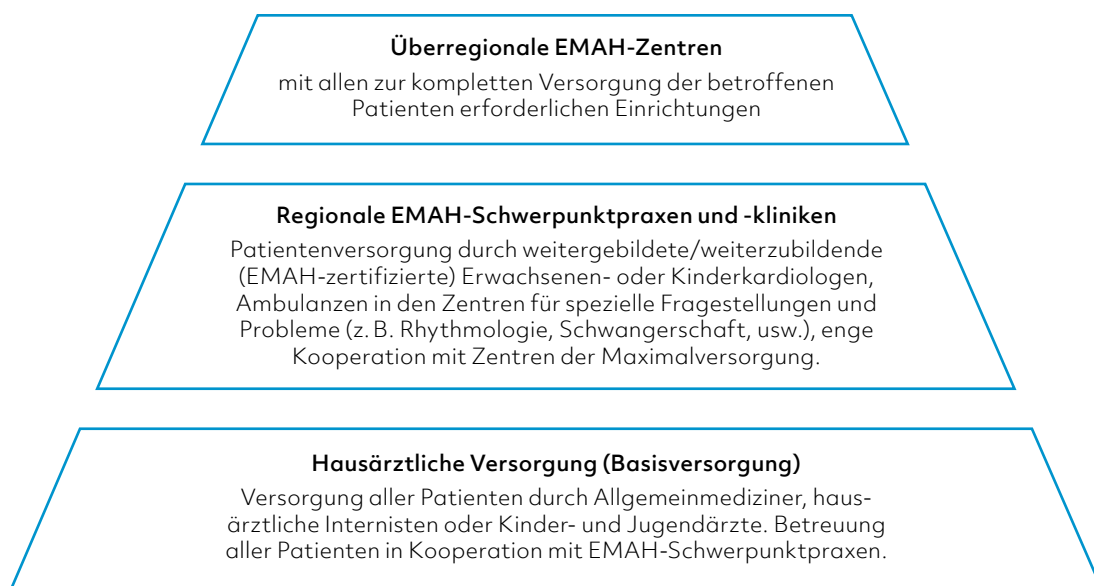 Überregionale EMAH-Zentren
mit allen zur kompletten Versorgung der betroffenen
Patienten erforderlichen Einrichtungen
Regionale EMAH-Schwerpunktpraxen und -kliniken
Patientenversorgung durch weitergebildete/weiterzubildende
(EMAH-zertifizierte) Erwachsenen- oder Kinderkardiologen,
Ambulanzen in den Zentren für spezielle Fragestellungen und
Probleme (z. B. Rhythmologie, Schwangerschaft, usw.), enge
Kooperation mit Zentren der Maximalversorgung.
Hausärztliche Versorgung (Basisversorgung)
Versorgung aller Patienten durch Allgemeinmediziner, haus-
ärztliche Internisten oder Kinder- und Jugendärzte. Betreuung
aller Patienten in Kooperation mit EMAH-Schwerpunktpraxen.